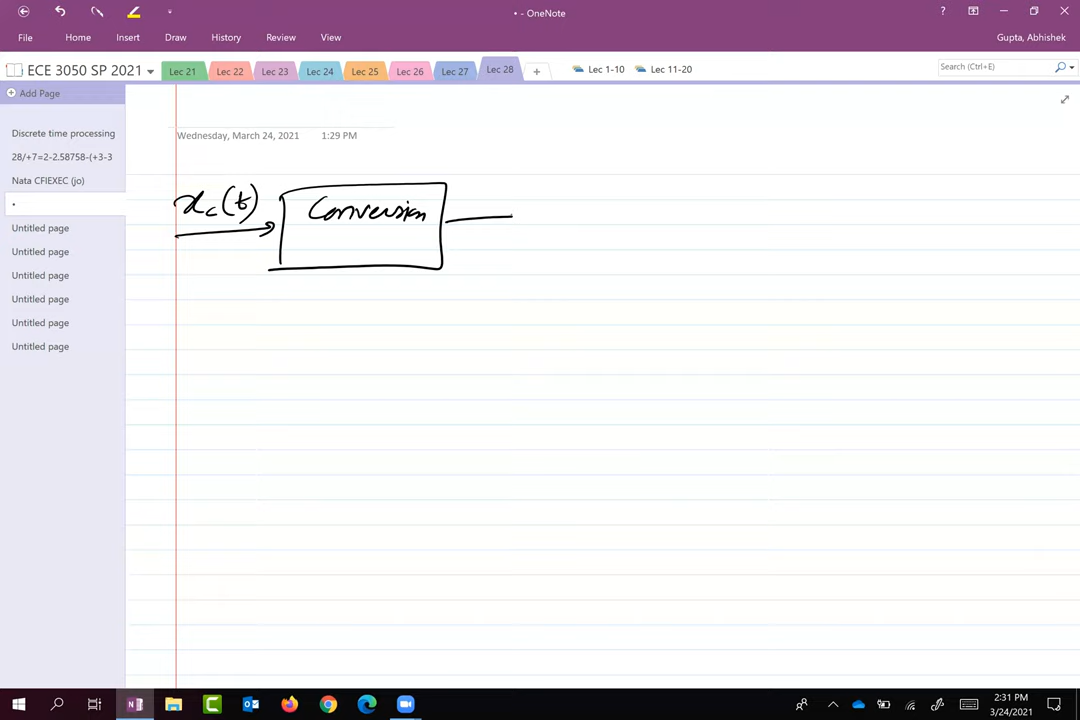 • - OneNote
File Home Insert Draw History Review View
Gupta, Abhishek
ECE 3050 SP 2021
Lec 21 Lec 22 Lec 23 Lec 24 Lec 25 Lec 26 Lec 27 Lec 28
Lec 1-10 Lec 11-20
Search (Ctrl+E)
Add Page
Discrete time processing
28/+7=2-2.58758-(+3-3
Nata CFIEXEC (jo)
•
Untitled page
Untitled page
Untitled page
Untitled page
Untitled page
Untitled page
Wednesday, March 24, 2021 1:29 PM
x_c(t)
Conversion
2:31 PM
3/24/2021